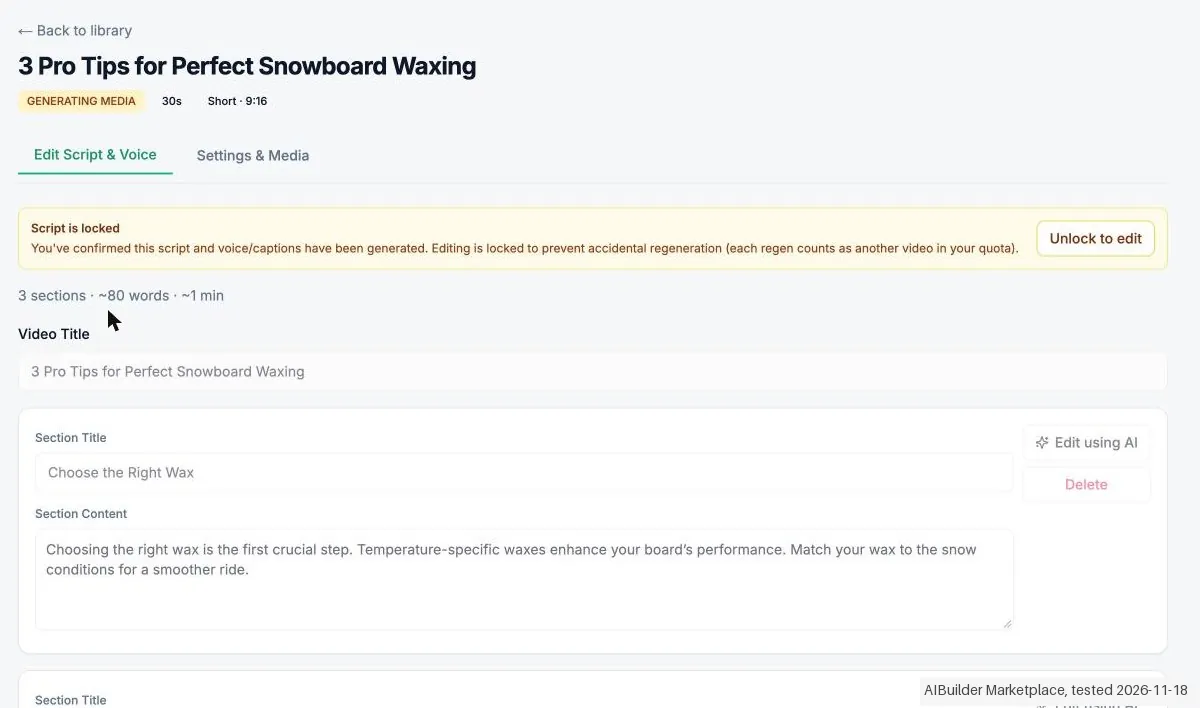 ← Back to library
3 Pro Tips for Perfect Snowboard Waxing
GENERATING MEDIA 30s Short · 9:16
Edit Script & Voice Settings & Media
Script is locked
You've confirmed this script and voice/captions have been generated. Editing is locked to prevent accidental regeneration (each regen counts as another video in your quota).
Unlock to edit
3 sections · ~80 words · ~1 min
Video Title
3 Pro Tips for Perfect Snowboard Waxing
Section Title
Edit using AI
Choose the Right Wax
Delete
Section Content
Choosing the right wax is the first crucial step. Temperature-specific waxes enhance your board’s performance. Match your wax to the snow
conditions for a smoother ride.
Section Title
AIBuilder Marketplace, tested 2026-11-18